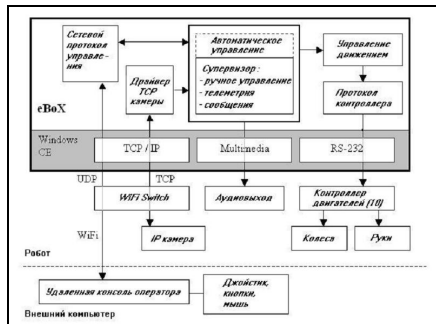 Сетевой
протокол
управле-
ния
Автоматическое
управление
Супервизор :
- ручное управление
- телеметрия
- сообщения
Управление
движением
Драйвер
TCP
камеры
Протокол
контроллера
eBoX
Windows
CE
TCP / IP
Multimedia
RS-232
UDP
TCP
WiFi Switch
Аудиовыход
Контроллер
двигателей (10)
WiFi
IP камера
Колеса
Руки
Робот
Удаленная консоль оператора
Джойстик,
кнопки,
мышь
Внешний компьютер